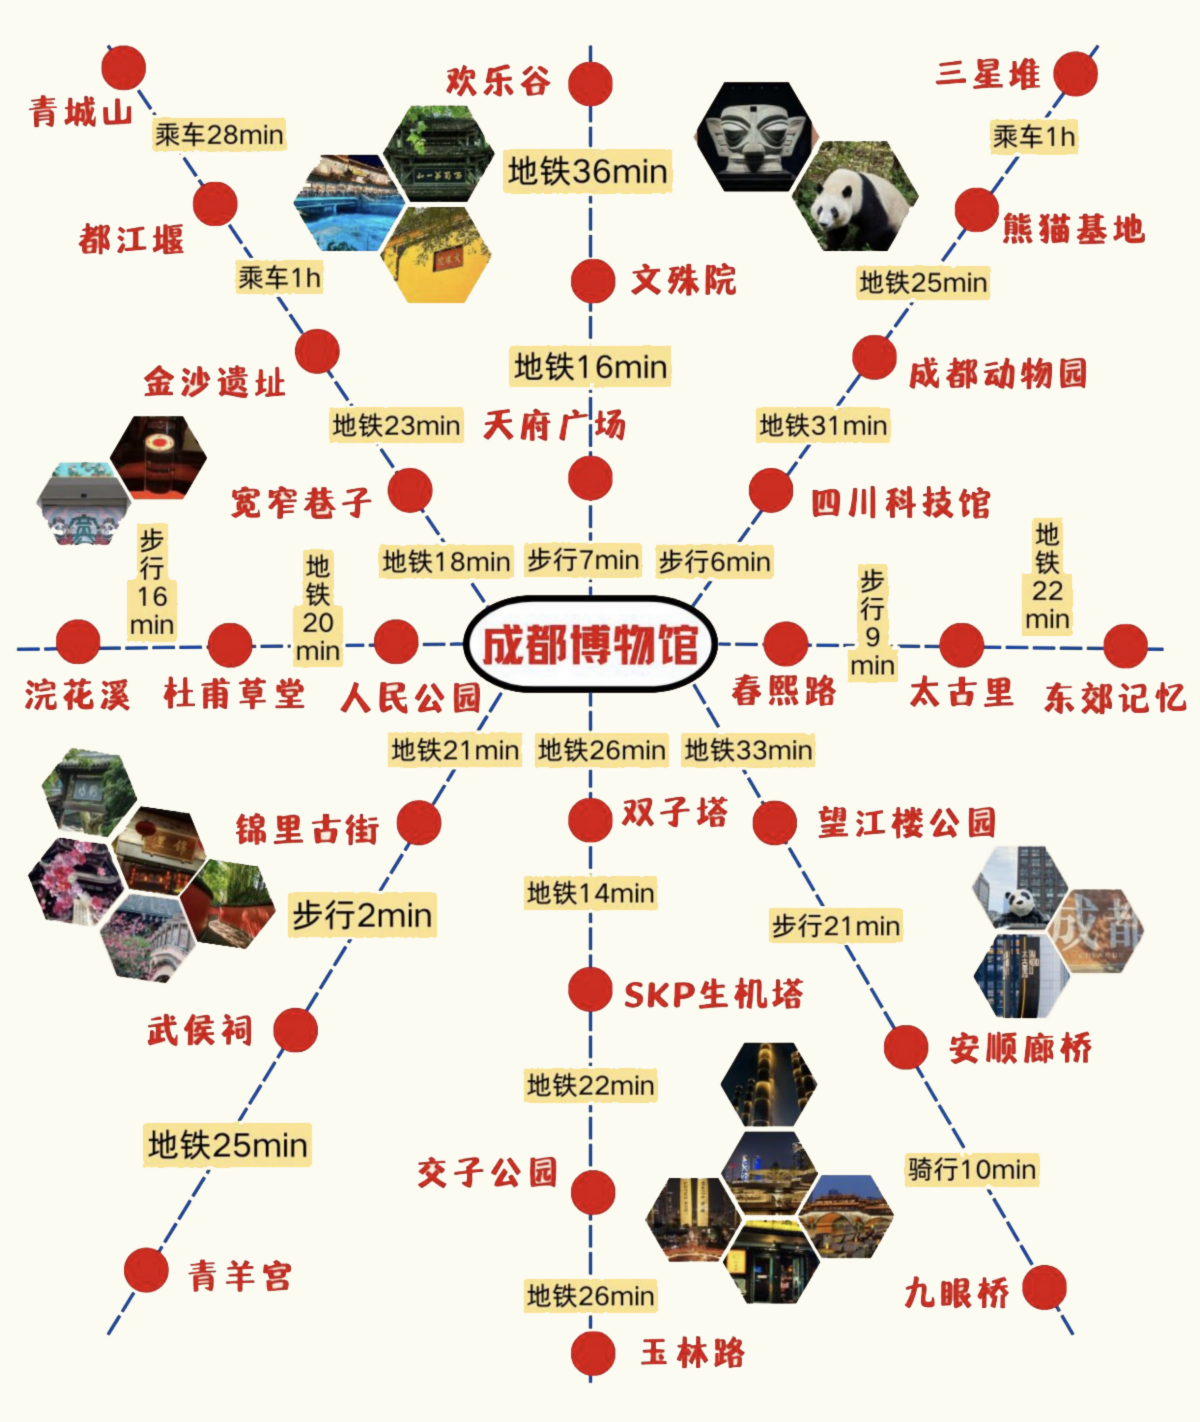 青城山
欢乐谷
三星堆
乘车28min
地铁36min
乘车1h
都江堰
文殊院
熊猫基地
乘车1h
地铁25min
金沙遗址
地铁16min
成都动物园
地铁23min
天府广场
地铁31min
宽窄巷子
四川科技馆
步行16min
地铁20min
地铁18min
步行7min
步行6min
步行9min
地铁22min
成都博物馆
浣花溪
杜甫草堂
人民公园
春熙路
太古里
东郊记忆
地铁21min
地铁26min
地铁33min
锦里古街
双子塔
望江楼公园
步行2min
地铁14min
步行21min
成都
武侯祠
SKP生机塔
安顺廊桥
地铁25min
地铁22min
骑行10min
交子公园
青羊宫
地铁26min
九眼桥
玉林路